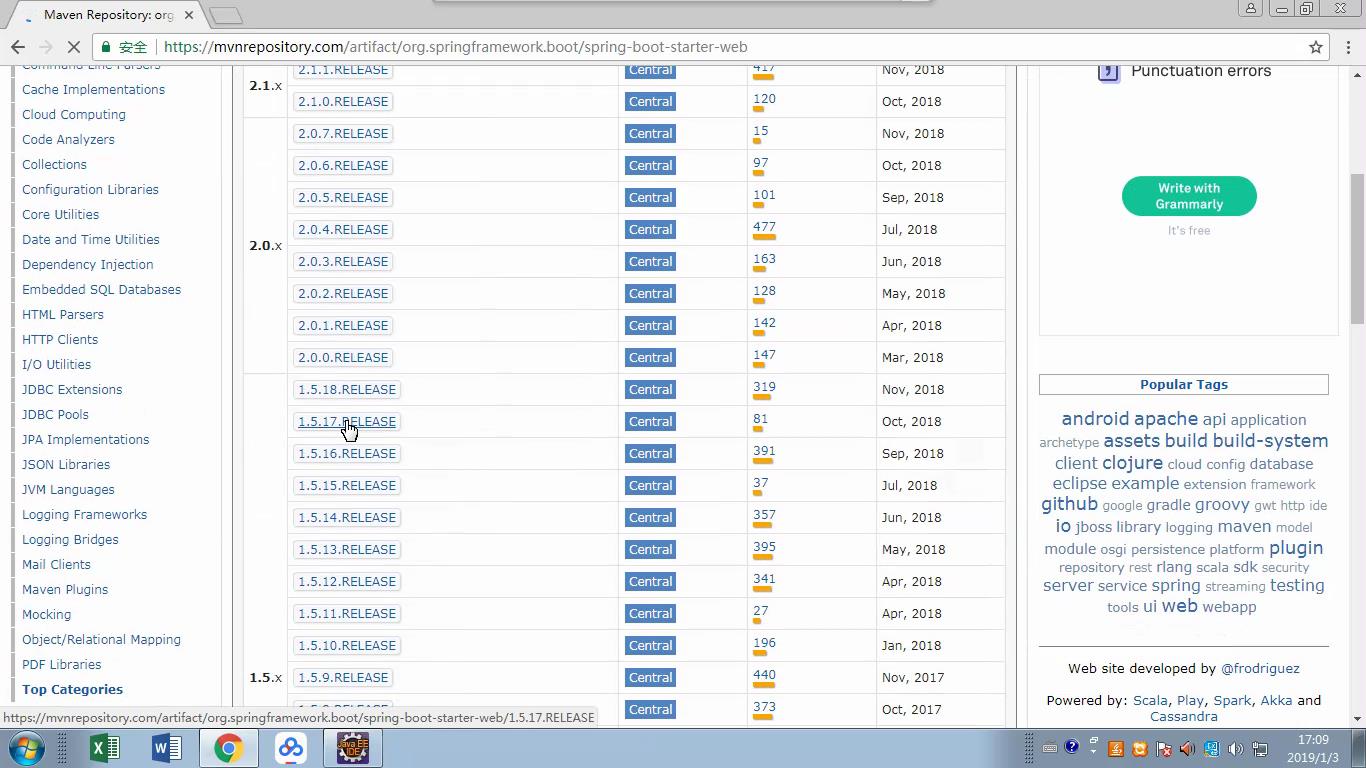 Maven Repository: org
安全
https://mvnrepository.com/artifact/org.springframework.boot/spring-boot-starter-web
Command Line Parsers
Cache Implementations
Cloud Computing
Code Analyzers
Collections
Configuration Libraries
Core Utilities
Date and Time Utilities
Dependency Injection
Embedded SQL Databases
HTML Parsers
HTTP Clients
I/O Utilities
JDBC Extensions
JDBC Pools
JPA Implementations
JSON Libraries
JVM Languages
Logging Frameworks
Logging Bridges
Mail Clients
Maven Plugins
Mocking
Object/Relational Mapping
PDF Libraries
Top Categories
2.1.x
2.1.1.RELEASE Central 417 Nov, 2018
2.1.0.RELEASE Central 120 Oct, 2018
2.0.x
2.0.7.RELEASE Central 15 Nov, 2018
2.0.6.RELEASE Central 97 Oct, 2018
2.0.5.RELEASE Central 101 Sep, 2018
2.0.4.RELEASE Central 477 Jul, 2018
2.0.3.RELEASE Central 163 Jun, 2018
2.0.2.RELEASE Central 128 May, 2018
2.0.1.RELEASE Central 142 Apr, 2018
2.0.0.RELEASE Central 147 Mar, 2018
1.5.x
1.5.18.RELEASE Central 319 Nov, 2018
1.5.17.RELEASE Central 81 Oct, 2018
1.5.16.RELEASE Central 391 Sep, 2018
1.5.15.RELEASE Central 37 Jul, 2018
1.5.14.RELEASE Central 357 Jun, 2018
1.5.13.RELEASE Central 395 May, 2018
1.5.12.RELEASE Central 341 Apr, 2018
1.5.11.RELEASE Central 27 Apr, 2018
1.5.10.RELEASE Central 196 Jan, 2018
1.5.9.RELEASE Central 440 Nov, 2017
Central 373 Oct, 2017
Punctuation errors
Write with
Grammarly
It's free
Popular Tags
android apache api application
archetype assets build build-system
client clojure cloud config database
eclipse example extension framework
github google gradle groovy gwt http ide
io jboss library logging maven model
module osgi persistence platform plugin
repository rest rlang scala sdk security
server service spring streaming testing
tools ui web webapp
Web site developed by @frodriguez
Powered by: Scala, Play, Spark, Akka and
Cassandra
https://mvnrepository.com/artifact/org.springframework.boot/spring-boot-starter-web/1.5.17.RELEASE
Java EE
IDE
17:09
2019/1/3